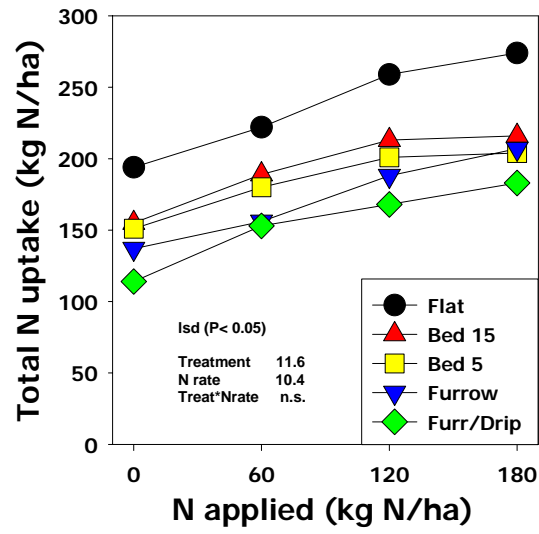 300
250
200
150
100
50
0
Total N uptake (kg N/ha)
lsd (P< 0.05)
Treatment 11.6
N rate 10.4
Treat*Nrate n.s.
Flat
Bed 15
Bed 5
Furrow
Furr/Drip
0 60 120 180
N applied (kg N/ha)